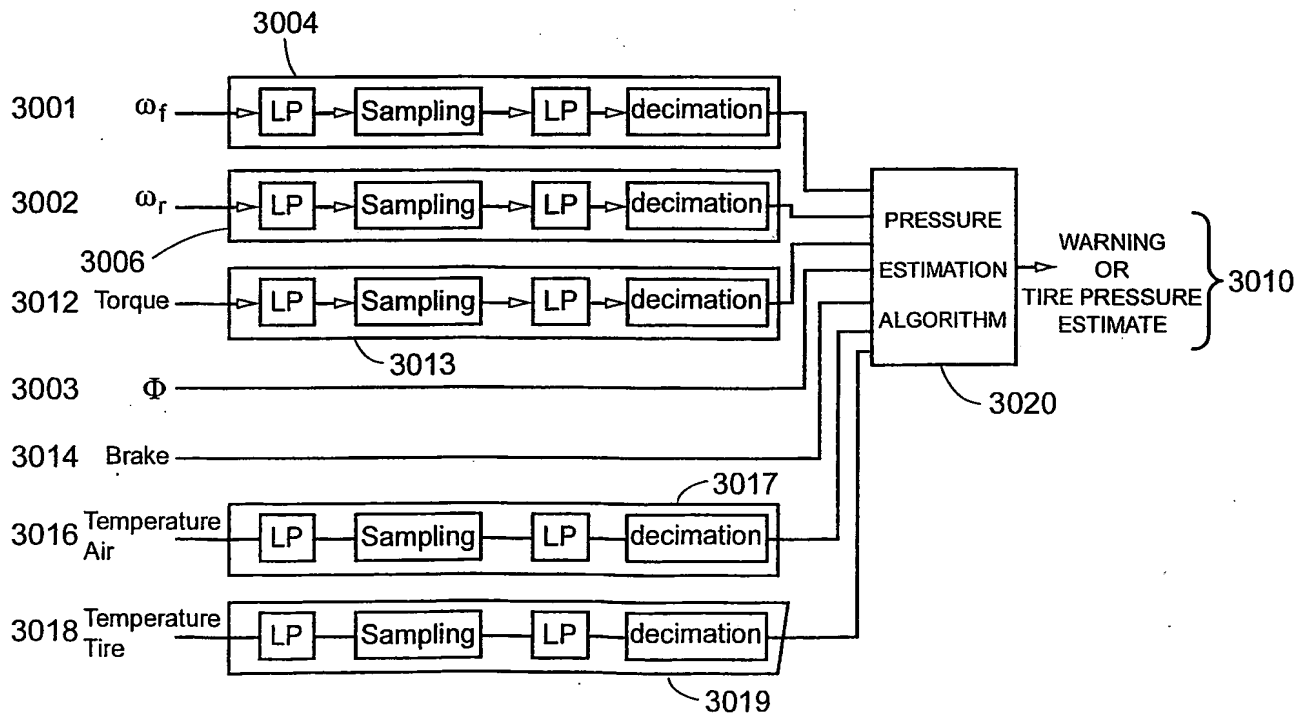 3004
3001 ωf LP Sampling LP decimation
3002 ωr LP Sampling LP decimation
3006
3012 Torque LP Sampling LP decimation
3013
3003 Φ
3014 Brake
3017
3016 Temperature
Air LP Sampling LP decimation
3018 Temperature
Tire LP Sampling LP decimation
3019
PRESSURE
ESTIMATION
ALGORITHM
3020
WARNING
OR
TIRE PRESSURE
ESTIMATE
3010